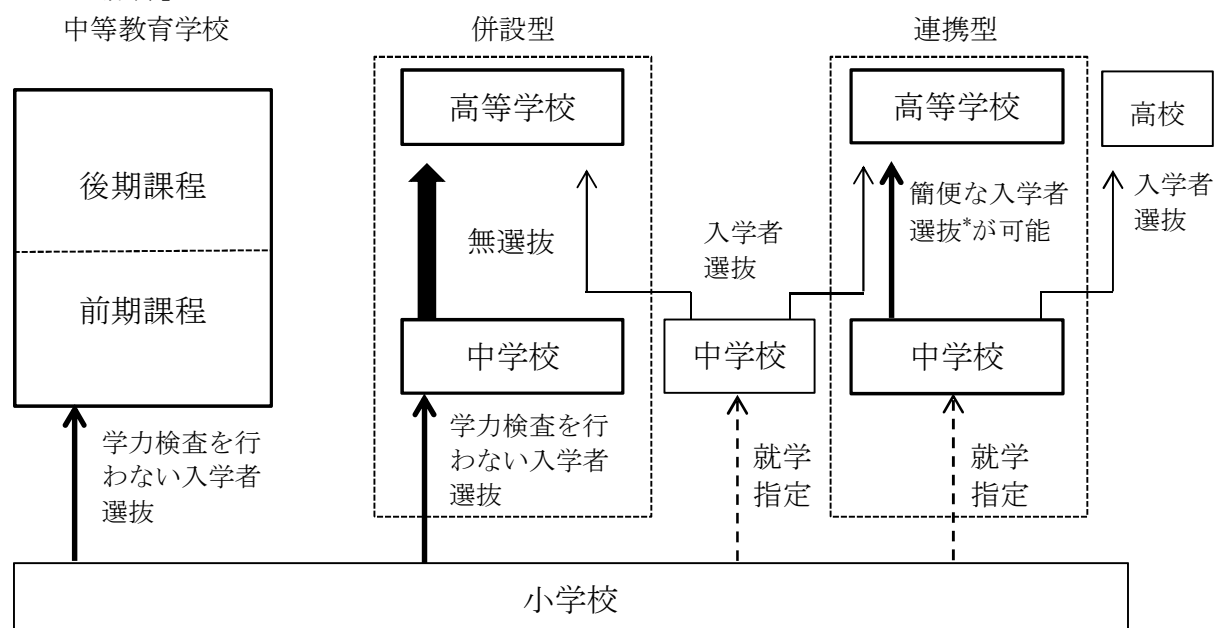 中等教育学校
併設型
連携型
高等学校
高等学校
高校
後期課程
前期課程
無選抜
入学者
選抜
簡便な入学者
選抜*が可能
入学者
選抜
中学校
中学校
中学校
学力検査を行
わない入学者
選抜
学力検査を行
わない入学者
選抜
就学
指定
就学
指定
小学校